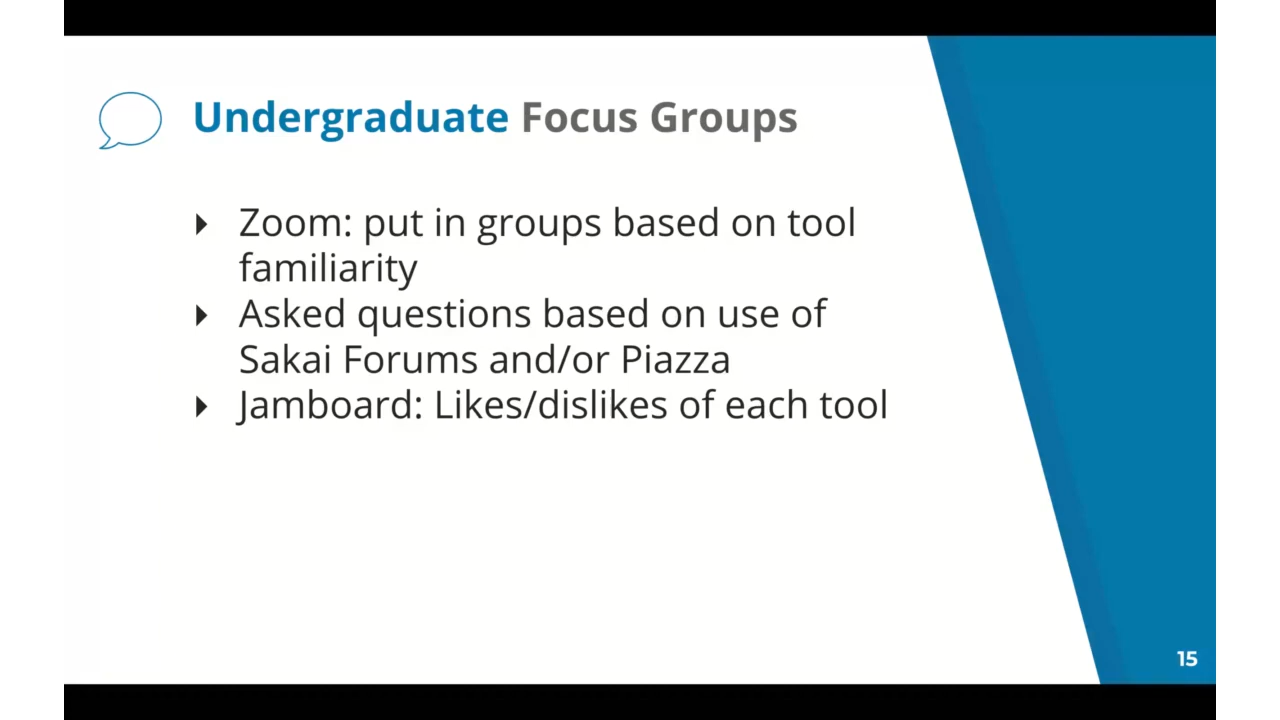 Undergraduate Focus Groups
Zoom: put in groups based on tool
familiarity
Asked questions based on use of
Sakai Forums and/or Piazza
Jamboard: Likes/dislikes of each tool
15